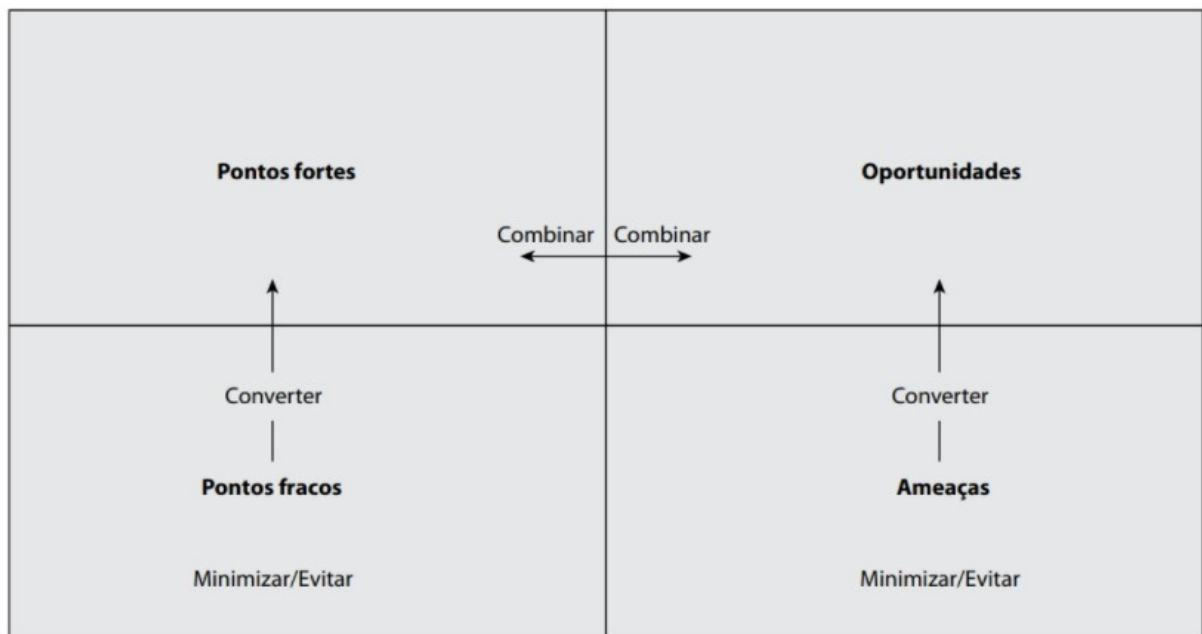 Pontos fortes
Oportunidades
Combinar
Combinar
Converter
Converter
Pontos fracos
Ameaças
Minimizar/Evitar
Minimizar/Evitar